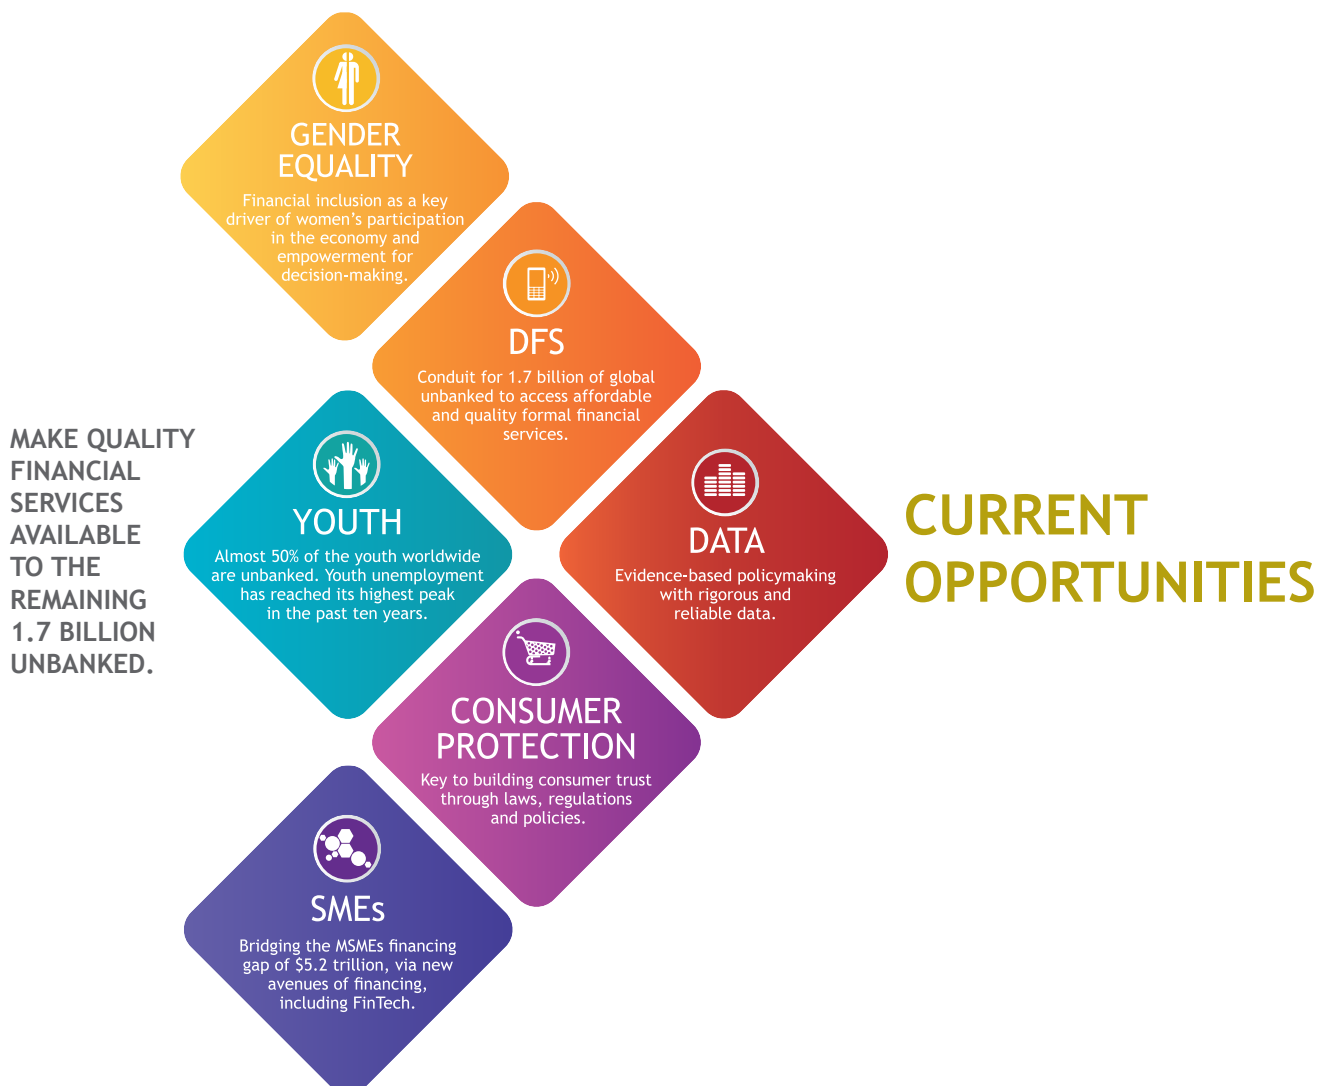 GENDER
EQUALITY
Financial inclusion as a key
driver of women’s participation
in the economy and
empowerment for
decision-making.
DFS
Conduit for 1.7 billion of global
unbanked to access affordable
and quality formal financial
services.
MAKE QUALITY
FINANCIAL
SERVICES
AVAILABLE
TO THE
REMAINING
1.7 BILLION
UNBANKED.
YOUTH
Almost 50% of the youth worldwide
are unbanked. Youth unemployment
has reached its highest peak
in the past ten years.
DATA
Evidence-based policymaking
with rigorous and
reliable data.
CURRENT
OPPORTUNITIES
CONSUMER
PROTECTION
Key to building consumer trust
through laws, regulations
and policies.
SMEs
Bridging the MSMEs financing
gap of $5.2 trillion, via new
avenues of financing,
including FinTech.